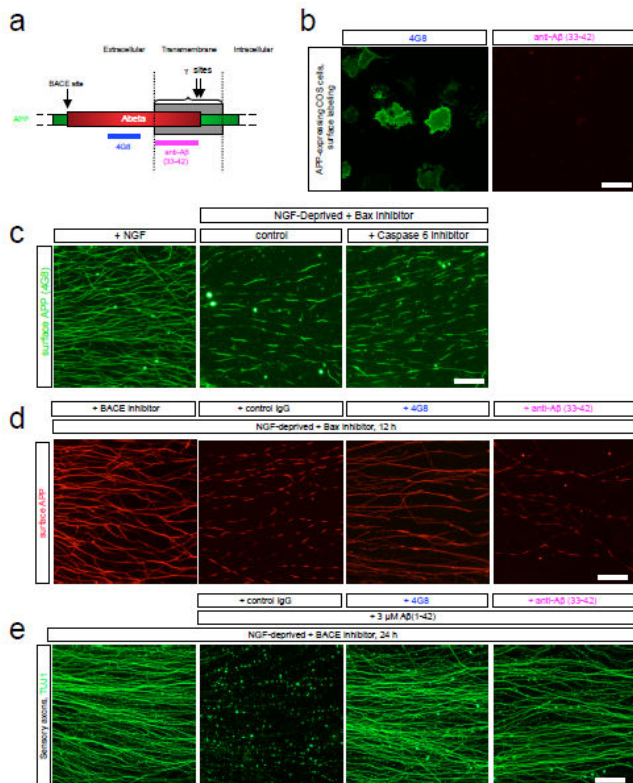 a
Extracellular Transmembrane Intracellular
γ sites
BACE site
APP
Abeta
4G8
anti-Aβ
(33-42)
b
4G8
anti-Aβ (33-42)
APP-expressing COS cells,
surface labeling
c
NGF-Deprived + Bax Inhibitor
+ NGF
control
+ Caspase 6 Inhibitor
surface APP (4G8)
d
+ BACE Inhibitor
+ control IgG
+ 4G8
+ anti-Aβ (33-42)
NGF-deprived + Bax Inhibitor, 12 h
surface APP
e
+ control IgG
+ 4G8
+ anti-Aβ (33-42)
+ 3 µM Aβ(1-42)
NGF-deprived + BACE Inhibitor, 24 h
Sensory axons, TUJ1